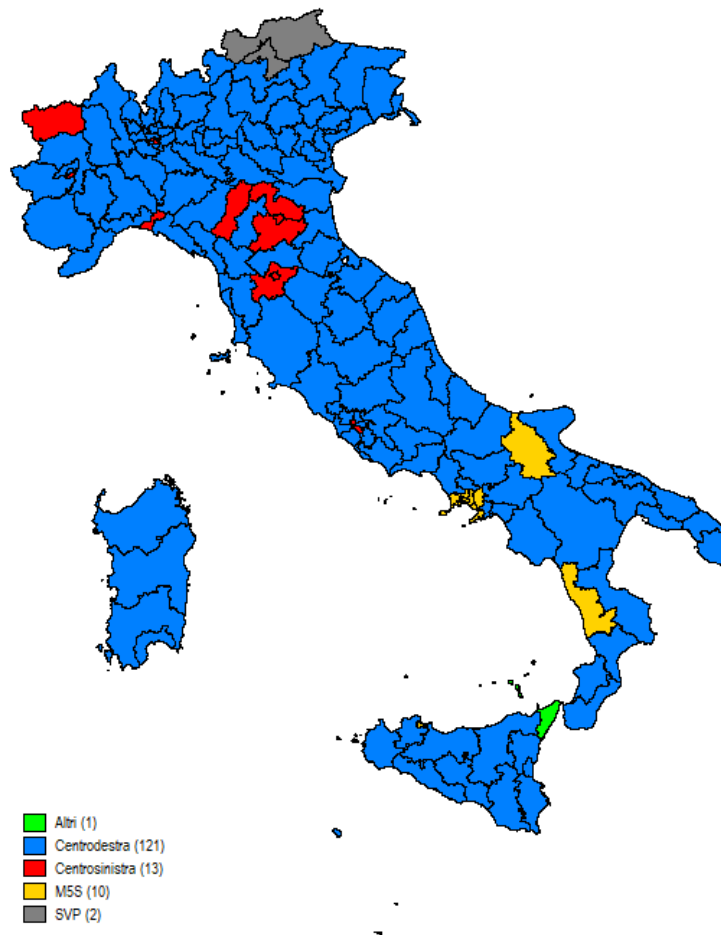 Altri (1)
Centrodestra (121)
Centrosinistra (13)
M5S (10)
SVP (2)